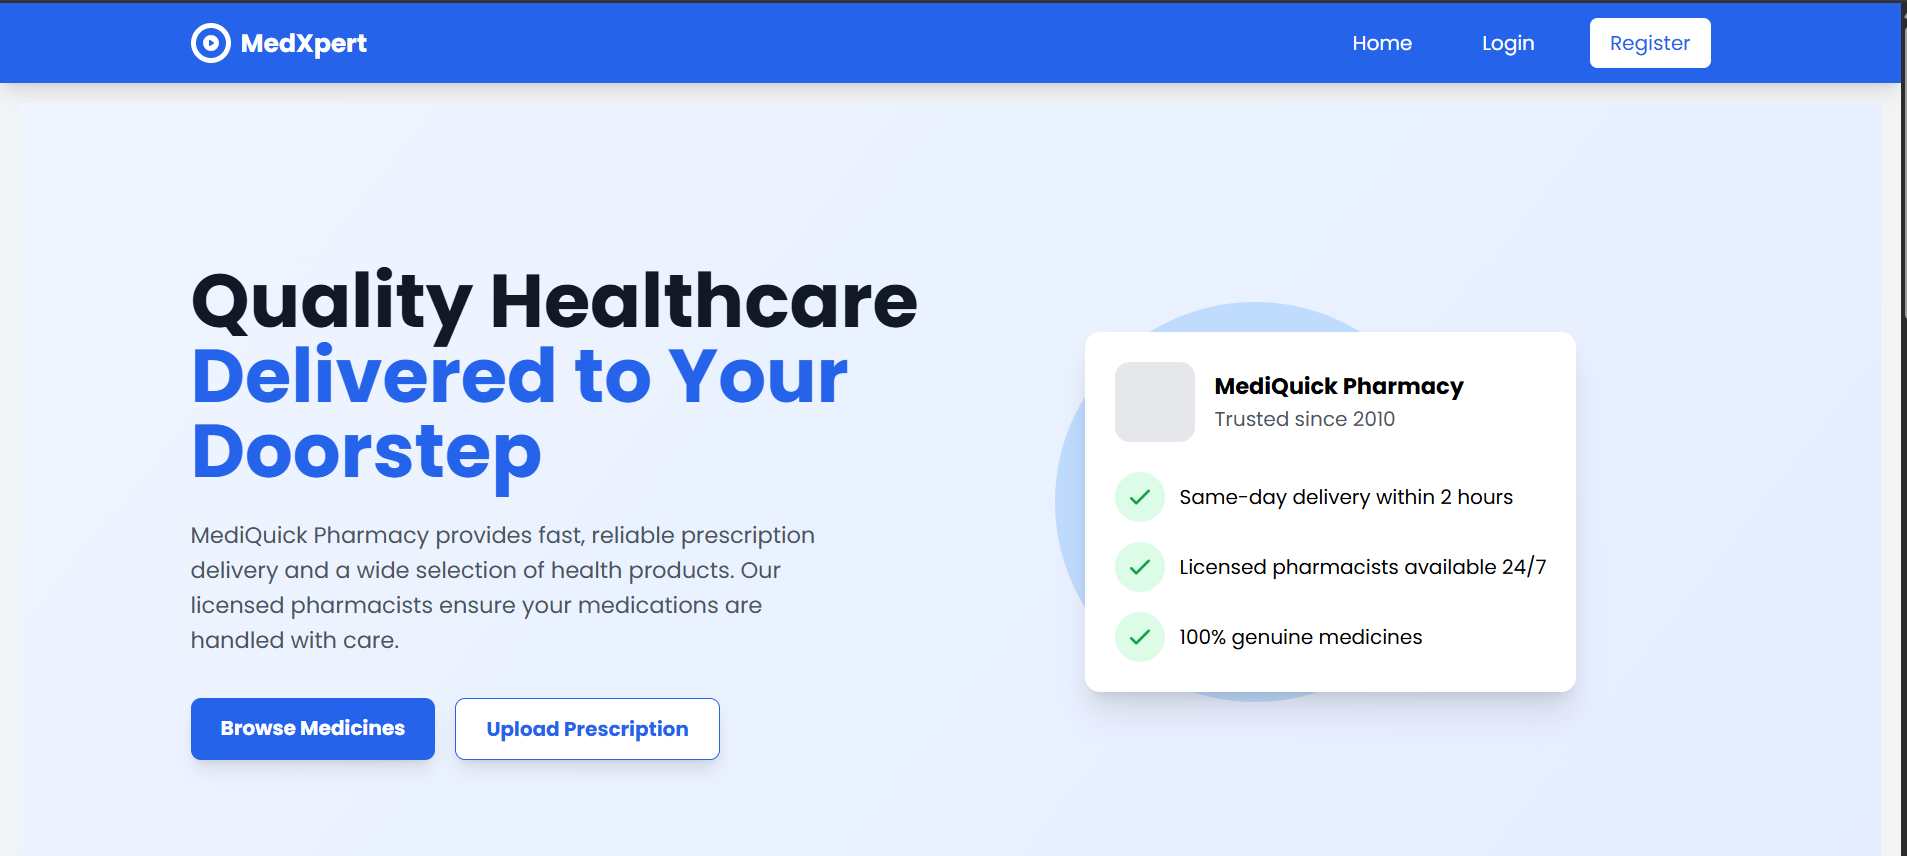 MedXpert
Home
Login
Register
Quality Healthcare
Delivered to Your
Doorstep
MediQuick Pharmacy provides fast, reliable prescription
delivery and a wide selection of health products. Our
licensed pharmacists ensure your medications are
handled with care.
Browse Medicines
Upload Prescription
MediQuick Pharmacy
Trusted since 2010
Same-day delivery within 2 hours
Licensed pharmacists available 24/7
100% genuine medicines